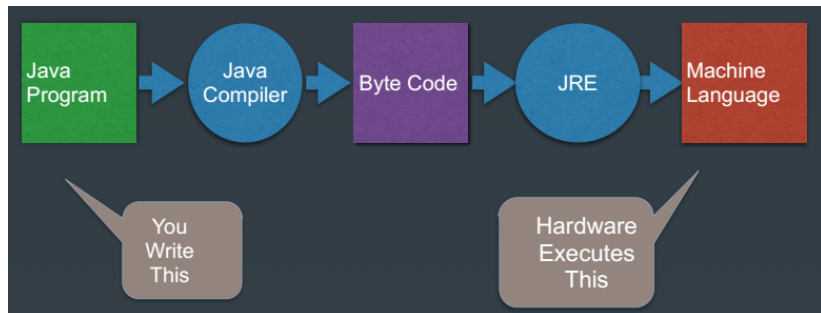 Java
Program
Java
Compiler
Byte Code
JRE
Machine
Language
You
Write
This
Hardware
Executes
This